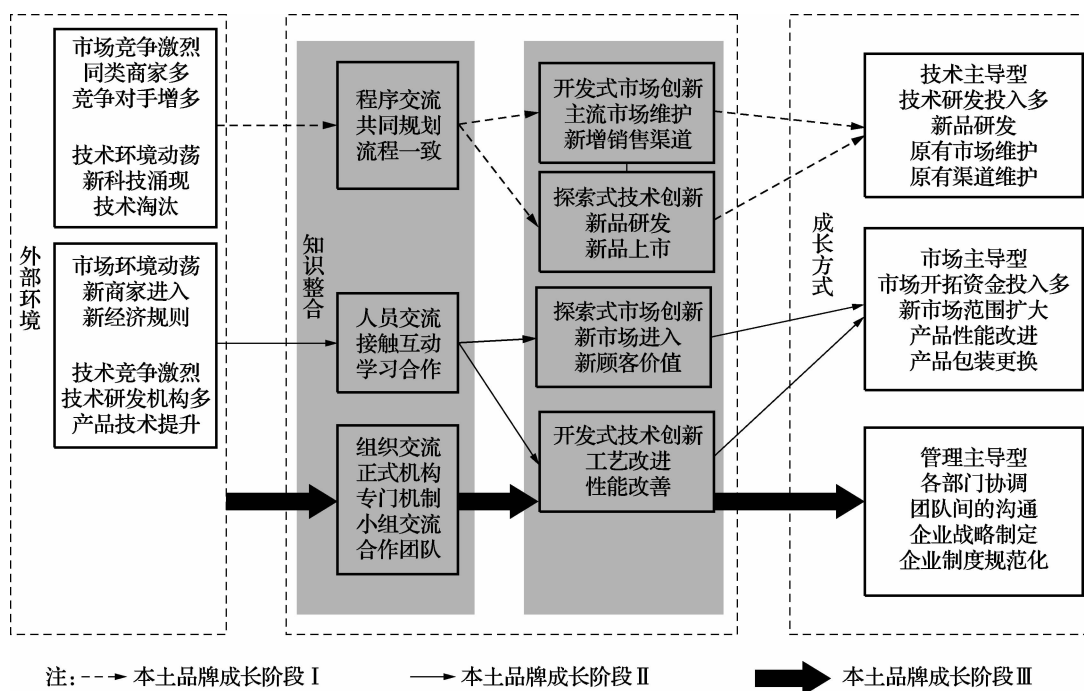 外部环境
市场竞争激烈
同类商家多
竞争对手增多
技术环境动荡
新科技涌现
技术淘汰
市场环境动荡
新商家进入
新经济规则
技术竞争激烈
技术研发机构多
产品技术提升
知识整合
程序交流
共同规划
流程一致
人员交流
接触互动
学习合作
组织交流
正式机构
专门机制
小组交流
合作团队
开发式市场创新
主流市场维护
新增销售渠道
探索式技术创新
新品研发
新品上市
探索式市场创新
新市场进入
新顾客价值
开发式技术创新
工艺改进
性能改善
成长方式
技术主导型
技术研发投入多
新品研发
原有市场维护
原有渠道维护
市场主导型
市场开拓资金投入多
新市场范围扩大
产品性能改进
产品包装更换
管理主导型
各部门协调
团队间的沟通
企业战略制定
企业制度规范化
注: 本土品牌成长阶段Ⅰ 本土品牌成长阶段Ⅱ 本土品牌成长阶段Ⅲ